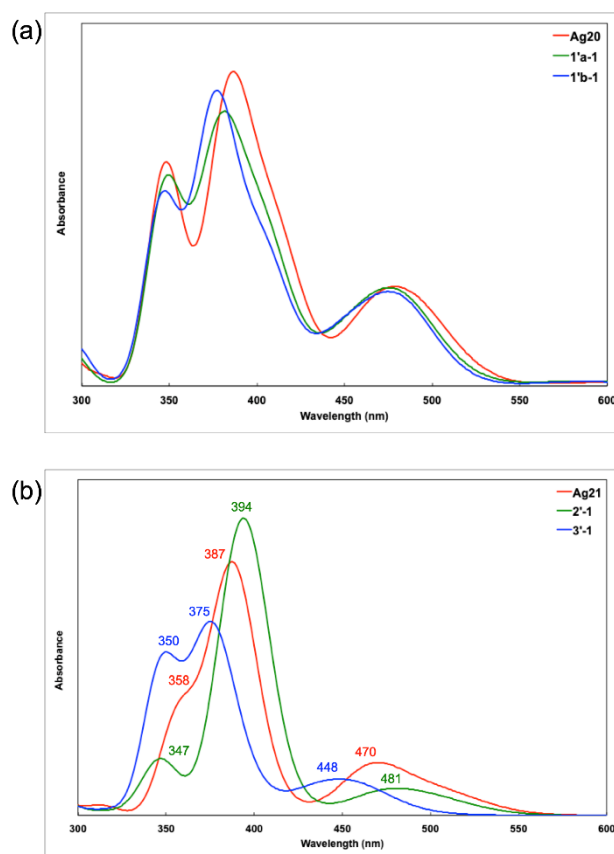 (a)
Ag20
1'a-1
1'b-1
Absorbance
300 350 400 450 500 550 600
Wavelength (nm)
(b)
Ag21
2'-1
3'-1
394
387
375
350
358
347
470
448
481
Absorbance
300 350 400 450 500 550 600
Wavelength (nm)